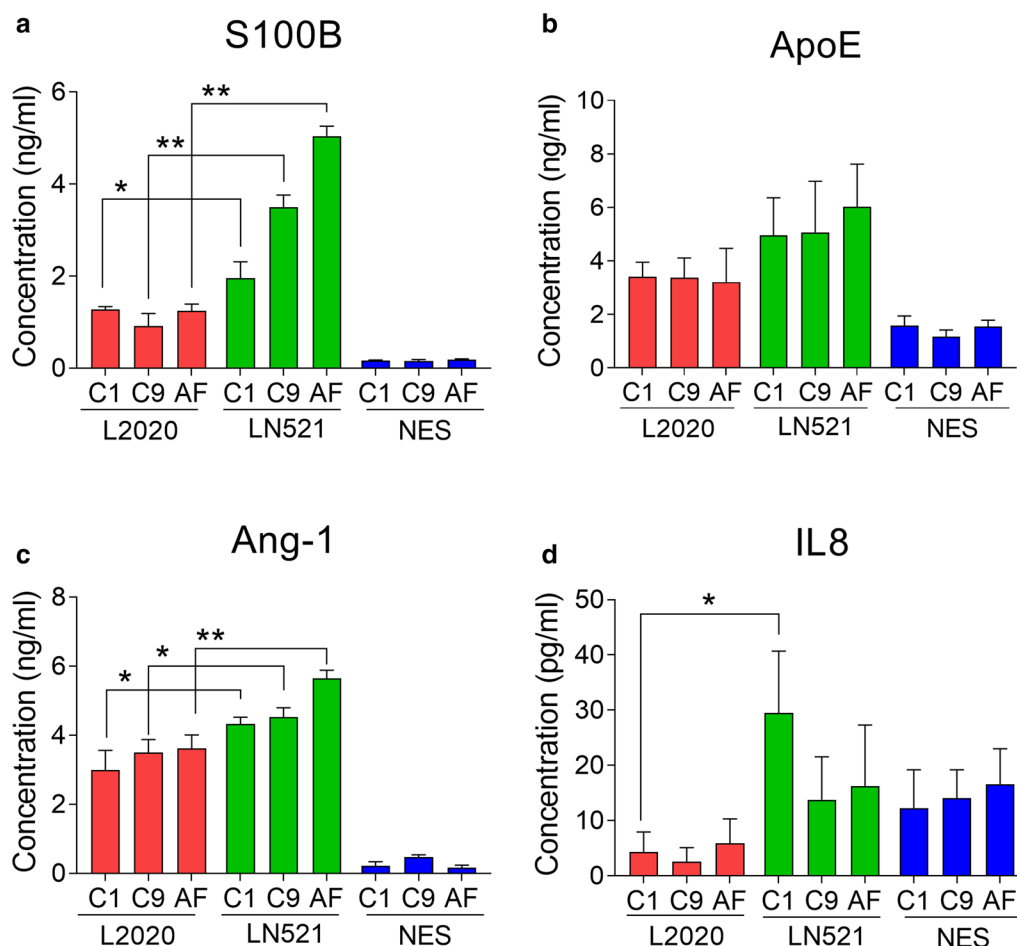 a
S100B
Concentration (ng/ml)
6
4
2
0
*
**
**
C1 C9 AF C1 C9 AF C1 C9 AF
L2020 LN521 NES
b
ApoE
Concentration (ng/ml)
10
8
6
4
2
0
C1 C9 AF C1 C9 AF C1 C9 AF
L2020 LN521 NES
c
Ang-1
Concentration (ng/ml)
8
6
4
2
0
*
*
**
C1 C9 AF C1 C9 AF C1 C9 AF
L2020 LN521 NES
d
IL8
Concentration (pg/ml)
50
40
30
20
10
0
*
C1 C9 AF C1 C9 AF C1 C9 AF
L2020 LN521 NES